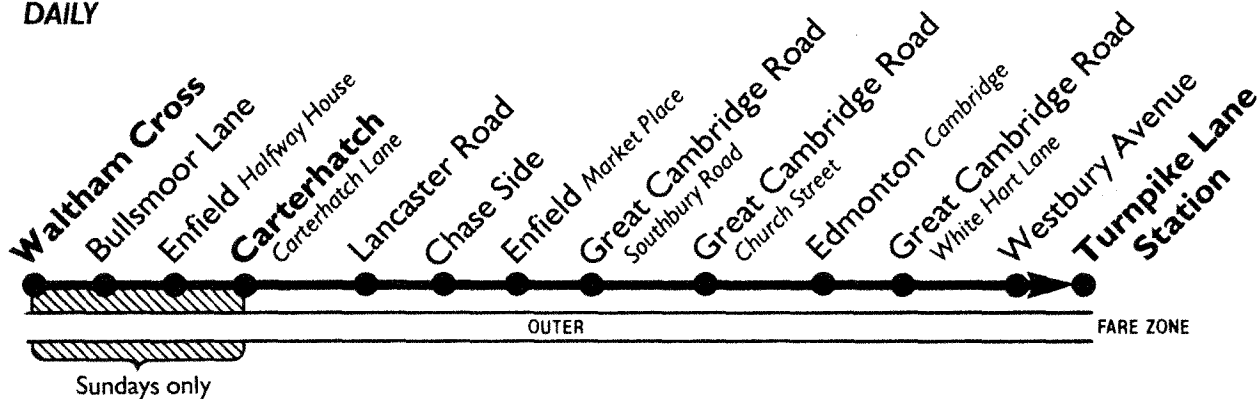 DAILY
Waltham Cross
Bullsmoor Lane
Enfield Halfway House
Carterhatch
Carterhatch Lane
Lancaster Road
Chase Side
Enfield Market Place
Great Cambridge Road
Southbury Road
Great Cambridge Road
Church Street
Edmonton Cambridge
Great Cambridge Road
White Hart Lane
Westbury Avenue
Turnpike Lane
Station
OUTER
FARE ZONE
Sundays only